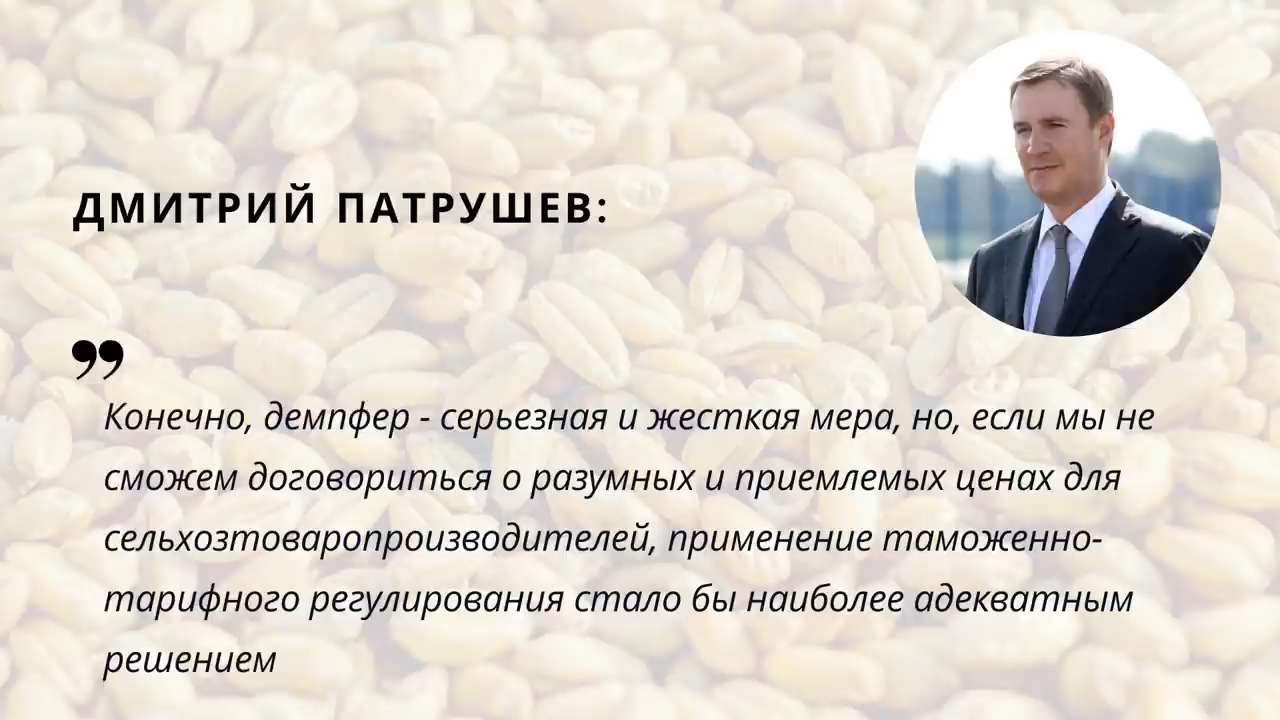 ДМИТРИЙ ПАТРУШЕВ:
”
Конечно, демпфер - серьезная и жесткая мера, но, если мы не
сможем договориться о разумных и приемлемых ценах для
сельхозтоваропроизводителей, применение таможенно-
тарифного регулирования стало бы наиболее адекватным
решением